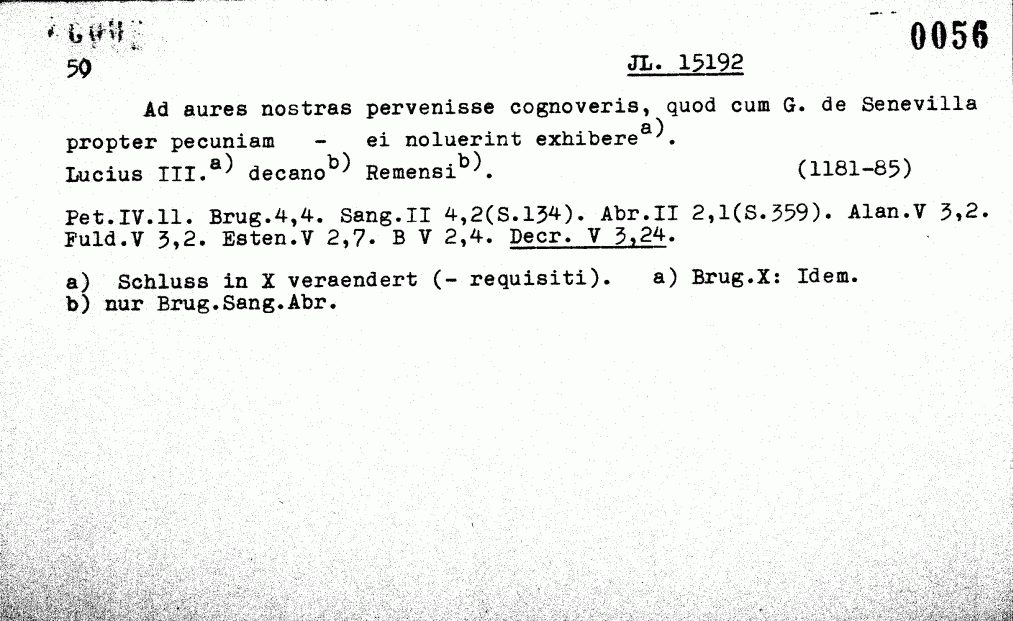 0056
50 JL. 15192
Ad aures nostras pervenisse cognoveris, quod cum G. de Senevilla
propter pecuniam - ei noluerint exhibere a).
Lucius III. a) decano b) Remensi b). (1181-85)
Pet.IV.11. Brug.4,4. Sang.II 4,2(S.134). Abr.II 2,1(S.359). Alan.V 3,2.
Fuld.V 3,2. Esten.V 2,7. B V 2,4. Decr. V 3,24.
a) Schluss in X veraendert (- requisiti). a) Brug.X: Idem.
b) nur Brug.Sang.Abr.